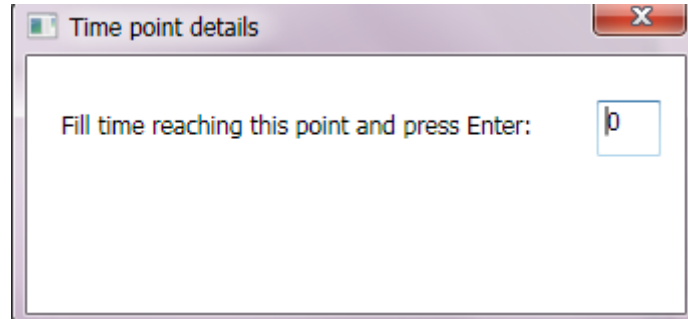 Time point details
Fill time reaching this point and press Enter: 0